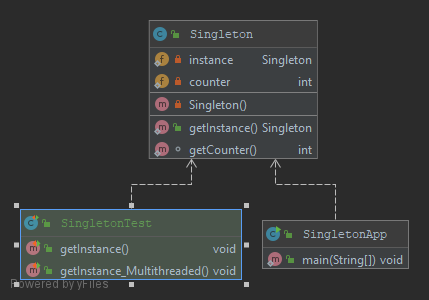 Singleton
instance Singleton
counter int
Singleton()
getInstance() Singleton
getCounter() int
SingletonTest
getInstance() void
getInstance_Multithreaded() void
SingletonApp
main(String[]) void
Powered by yFiles